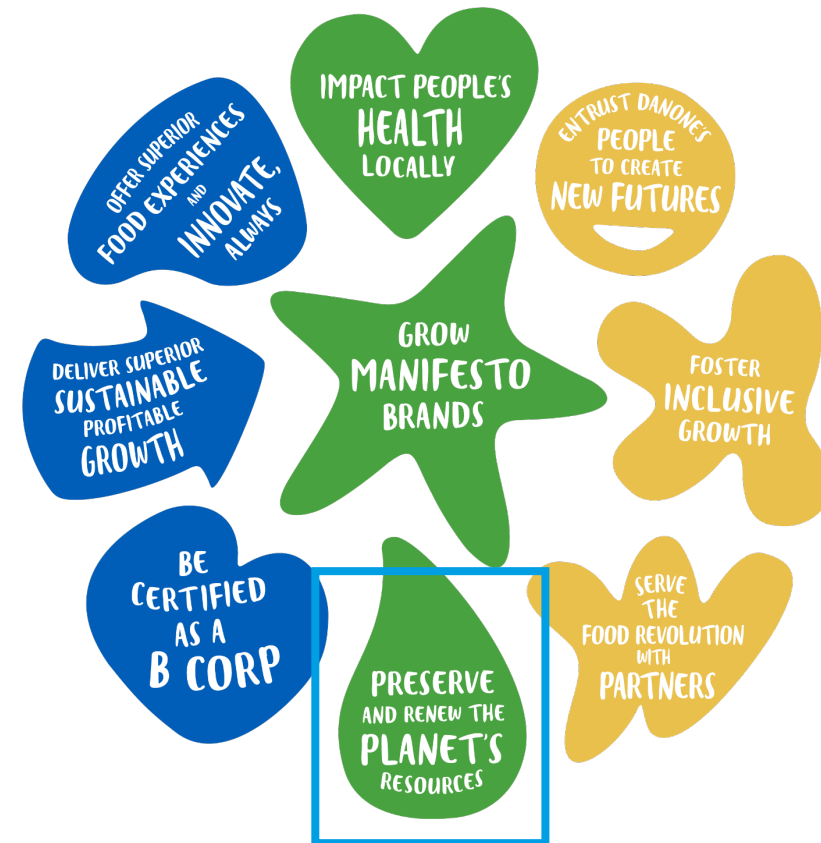 IMPACT PEOPLE'S
HEALTH
LOCALLY
OFFER SUPERIOR
FOOD EXPERIENCES
AND
INNOVATE,
ALWAYS
ENTRUST DANONE'S
PEOPLE
TO CREATE
NEW FUTURES
DELIVER SUPERIOR
SUSTAINABLE
PROFITABLE
GROWTH
GROW
MANIFESTO
BRANDS
FOSTER
INCLUSIVE
GROWTH
BE
CERTIFIED
AS A
B CORP
PRESERVE
AND RENEW THE
PLANET'S
RESOURCES
SERVE
THE
FOOD REVOLUTION
WITH
PARTNERS